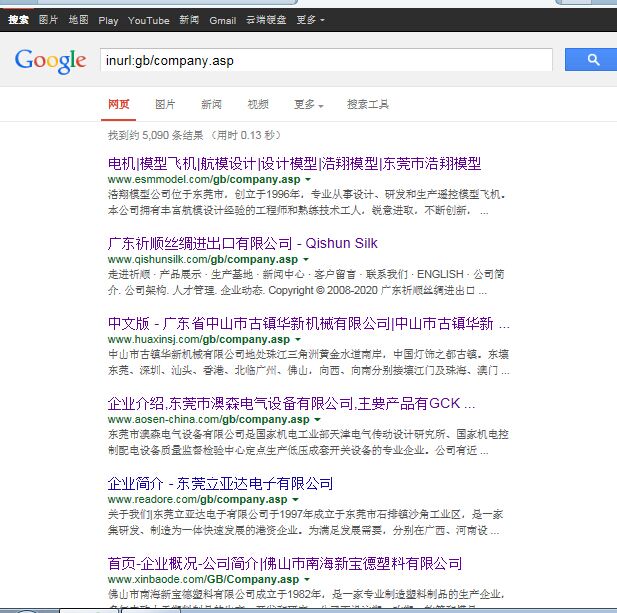 搜索 图片 地图 Play YouTube 新闻 Gmail 云端硬盘 更多
Google inurl:gb/company.asp
网页 图片 新闻 视频 更多 搜索工具
找到约 5,090 条结果 （用时 0.13 秒）
电机|模型飞机|航模设计|设计模型|浩翔模型|东莞市浩翔模型
www.esmmodel.com/gb/company.asp
浩翔模型公司位于东莞市，创立于1996年，专业从事设计、研发和生产遥控模型飞机。
本公司拥有丰富航模设计经验的工程师和熟练技术工人，锐意进取，不断创新， ...
广东祈顺丝绸进出口有限公司 - Qishun Silk
www.qishunsilk.com/gb/company.asp
走进祈顺 · 产品展示 · 生产基地 · 新闻中心 · 客户留言 · 联系我们 · ENGLISH · 公司简
介. 公司架构. 人才管理. 企业动态. Copyright © 2008-2020 广东祈顺丝绸进出口 ...
中文版 - 广东省中山市古镇华新机械有限公司|中山市古镇华新 ...
www.huaxinsj.com/gb/company.asp
中山市古镇华新机械有限公司地处珠江三角洲黄金水道南岸，中国灯饰之都古镇。东壤
东莞、深圳、汕头、香港、北临广州、佛山，向西、向南分别接壤江门及珠海、澳门 ...
企业介绍,东莞市澳森电气设备有限公司,主要产品有GCK ...
www.aosen-china.com/gb/company.asp
东莞市澳森电气设备有限公司是国家机电工业部天津电气传动设计研究所、国家机电控
制配电设备质量监督检验中心定点生产低压成套开关设备的专业企业。公司有近 ...
企业简介 - 东莞立亚达电子有限公司
www.readore.com/gb/company.asp
关于我们|东莞立亚达电子有限公司于1997年成立于东莞市石排镇沙角工业区，是一家
集研发、制造为一体快速发展的港资企业。为满足发展需要，分别在广西、河南设 ...
首页-企业概况-公司简介|佛山市南海新宝德塑料有限公司
www.xinbaode.com/GB/Company.asp
佛山市南海新宝德塑料有限公司成立于1982年，是一家专业制造塑料制品的生产企业，